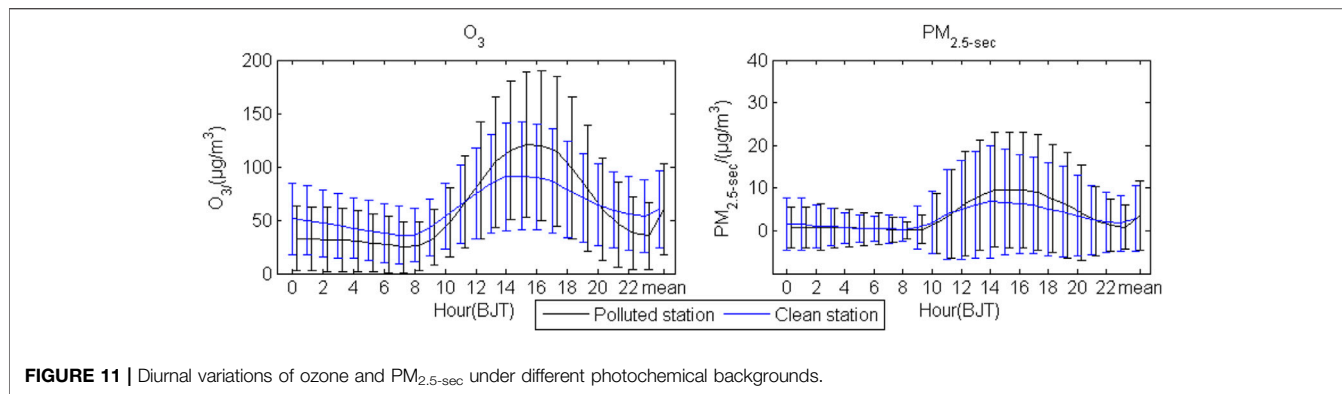 O3
PM2.5-sec
200
150
100
50
0
O3/(μg/m3)
0 2 4 6 8 10 12 14 16 18 20 22 mean
Hour(BJT)
40
30
20
10
0
PM2.5-sec/(μg/m3)
0 2 4 6 8 10 12 14 16 18 20 22 mean
Hour(BJT)
Polluted station Clean station
FIGURE 11 | Diurnal variations of ozone and PM2.5-sec under different photochemical backgrounds.